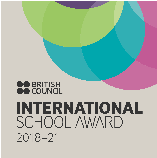 BRITISH
COUNCIL
INTERNATIONAL
SCHOOL AWARD
2018–21